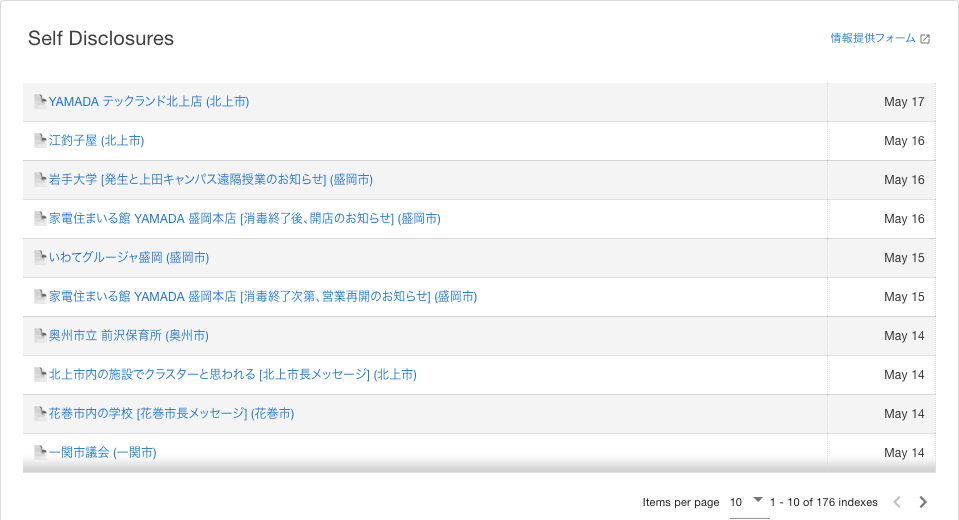 Self Disclosures
情報提供フォーム
YAMADA テックランド北上店 (北上市) May 17
江釣子屋 (北上市) May 16
岩手大学 [発生と上田キャンパス遠隔授業のお知らせ] (盛岡市) May 16
家電住まいる館 YAMADA 盛岡本店 [消毒終了後、開店のお知らせ] (盛岡市) May 16
いわてグルージャ盛岡 (盛岡市) May 15
家電住まいる館 YAMADA 盛岡本店 [消毒終了次第、営業再開のお知らせ] (盛岡市) May 15
奥州市立 前沢保育所 (奥州市) May 14
北上市内の施設でクラスターと思われる [北上市長メッセージ] (北上市) May 14
花巻市内の学校 [花巻市長メッセージ] (花巻市) May 14
一関市議会 (一関市) May 14
Items per page 10 1 - 10 of 176 indexes